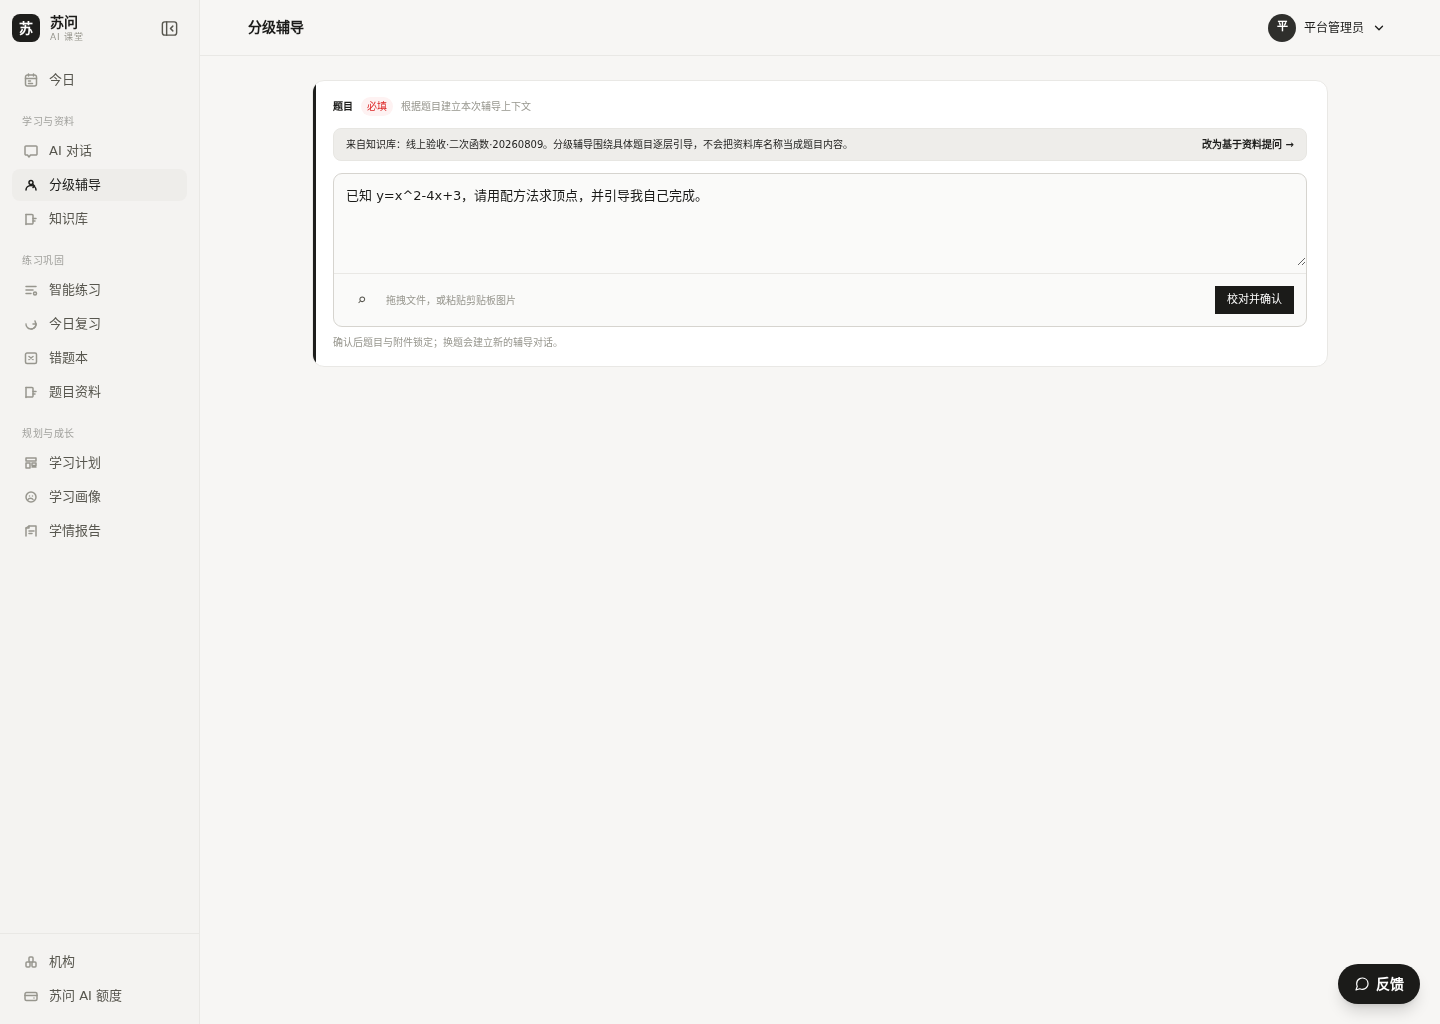 苏
苏问
AI 课堂
今日
学习与资料
AI 对话
分级辅导
知识库
练习巩固
智能练习
今日复习
错题本
题目资料
规划与成长
学习计划
学习画像
学情报告
机构
苏问 AI 额度
分级辅导
平
平台管理员
题目 必填 根据题目建立本次辅导上下文
来自知识库：线上验收·二次函数·20260809。分级辅导围绕具体题目逐层引导，不会把资料库名称当成题目内容。 改为基于资料提问 →
已知 y=x^2-4x+3，请用配方法求顶点，并引导我自己完成。
拖拽文件，或粘贴剪贴板图片 校对并确认
确认后题目与附件锁定；换题会建立新的辅导对话。
反馈